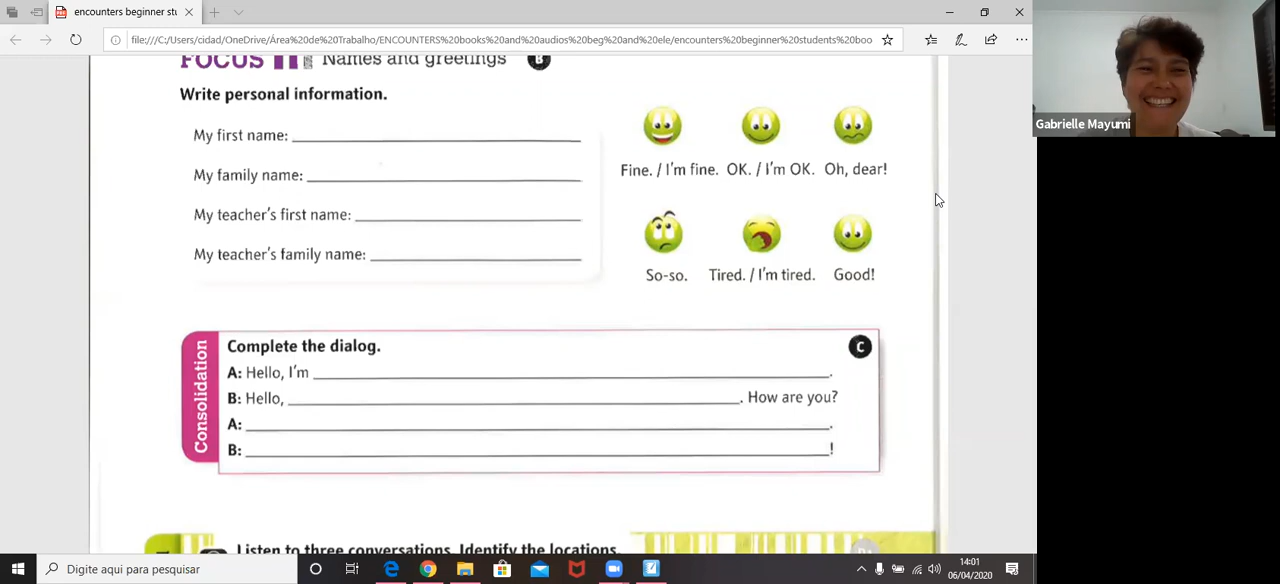 encounters beginner stu
file:///C:/Users/cidad/OneDrive/Área%20de%20Trabalho/ENCOUNTERS%20books%20and%20audios%20beg%20and%20ele/encounters%20beginner%20students%20boo
Gabrielle Mayumi
FOCUS Names and greetings B
Write personal information.
My first name:
My family name:
My teacher's first name:
My teacher's family name:
Fine. / I'm fine. OK. / I'm OK. Oh, dear!
So-so. Tired. / I'm tired. Good!
Consolidation
Complete the dialog. C
A: Hello, I'm .
B: Hello, . How are you?
A: .
B: !
Listen to three conversations. Identify the locations.
Digite aqui para pesquisar
14:01
06/04/2020